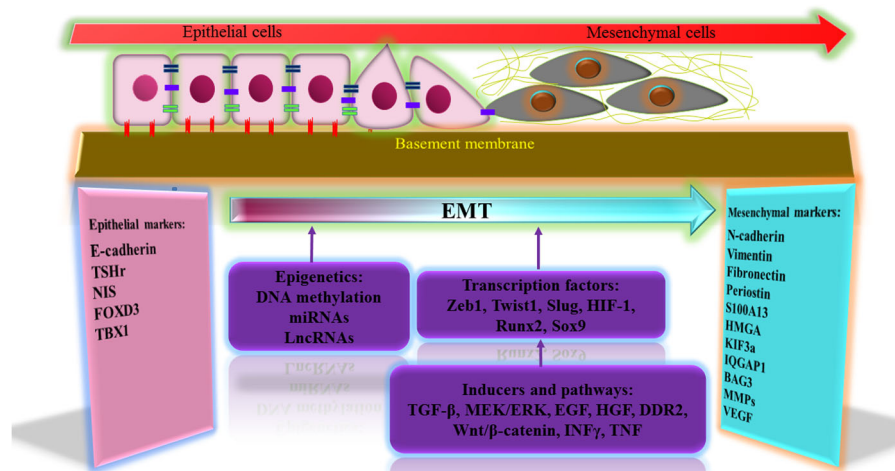 Epithelial cells
Mesenchymal cells
Basement membrane
Epithelial markers:
E-cadherin
TSHr
NIS
FOXD3
TBX1
EMT
Epigenetics:
DNA methylation
miRNAs
LncRNAs
Transcription factors:
Zeb1, Twist1, Slug, HIF-1,
Runx2, Sox9
Inducers and pathways:
TGF-β, MEK/ERK, EGF, HGF, DDR2,
Wnt/β-catenin, INFγ, TNF
Mesenchymal markers:
N-cadherin
Vimentin
Fibronectin
Periostin
S100A13
HMGA
KIF3a
IQGAP1
BAG3
MMPs
VEGF